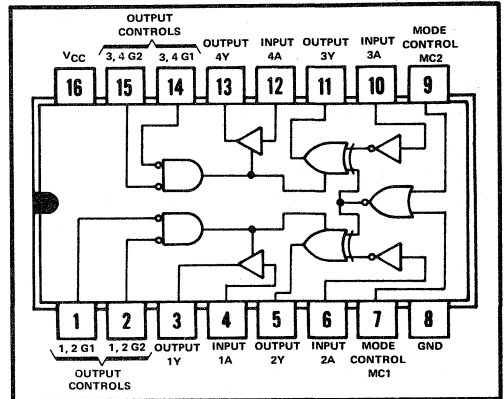 OUTPUT
CONTROLS
VCC
3, 4 G2
3, 4 G1
OUTPUT
4Y
INPUT
4A
OUTPUT
3Y
INPUT
3A
MODE
CONTROL
MC2
16
15
14
13
12
11
10
9
1
2
3
4
5
6
7
8
1, 2 G1
1, 2 G2
OUTPUT
CONTROLS
OUTPUT
1Y
INPUT
1A
OUTPUT
2Y
INPUT
2A
MODE
CONTROL
MC1
GND